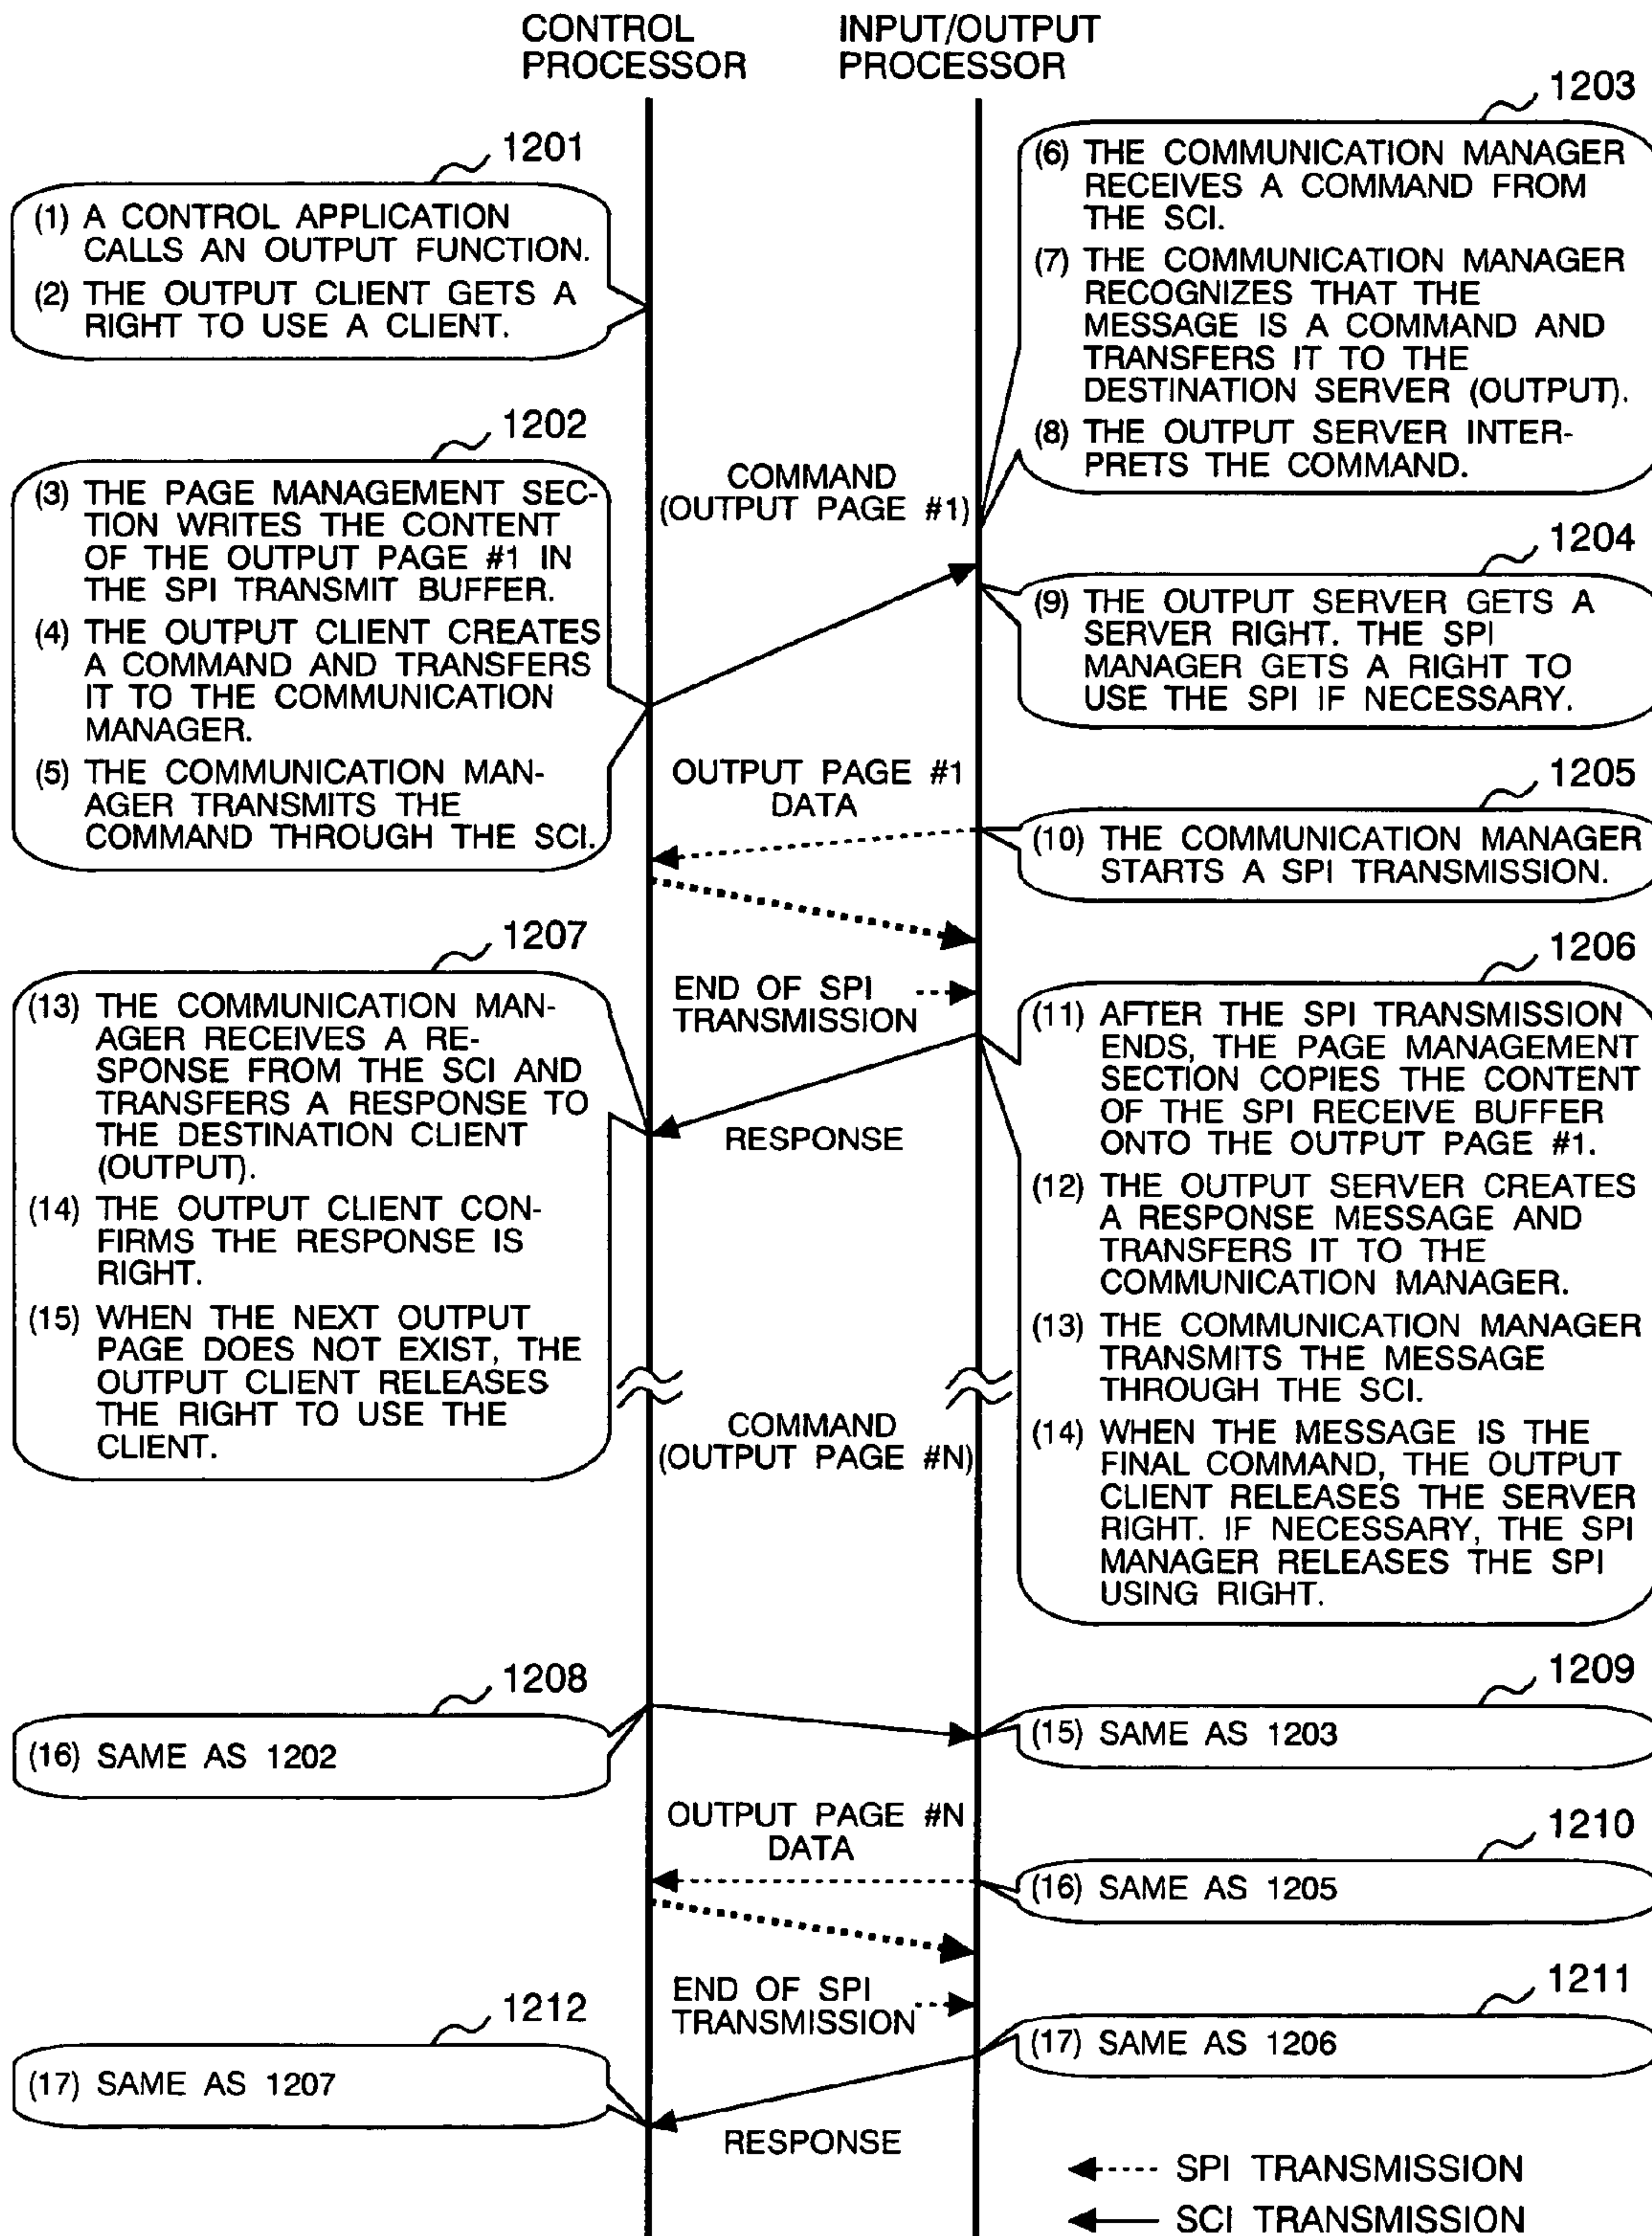 CONTROL
PROCESSOR
INPUT/OUTPUT
PROCESSOR
1201
(1) A CONTROL APPLICATION
CALLS AN OUTPUT FUNCTION.
(2) THE OUTPUT CLIENT GETS A
RIGHT TO USE A CLIENT.
1203
(6) THE COMMUNICATION MANAGER
RECEIVES A COMMAND FROM
THE SCI.
(7) THE COMMUNICATION MANAGER
RECOGNIZES THAT THE
MESSAGE IS A COMMAND AND
TRANSFERS IT TO THE
DESTINATION SERVER (OUTPUT).
(8) THE OUTPUT SERVER INTER-
PRETS THE COMMAND.
1202
(3) THE PAGE MANAGEMENT SEC-
TION WRITES THE CONTENT
OF THE OUTPUT PAGE #1 IN
THE SPI TRANSMIT BUFFER.
(4) THE OUTPUT CLIENT CREATES
A COMMAND AND TRANSFERS
IT TO THE COMMUNICATION
MANAGER.
(5) THE COMMUNICATION MAN-
AGER TRANSMITS THE
COMMAND THROUGH THE SCI.
COMMAND
(OUTPUT PAGE #1)
1204
(9) THE OUTPUT SERVER GETS A
SERVER RIGHT. THE SPI
MANAGER GETS A RIGHT TO
USE THE SPI IF NECESSARY.
OUTPUT PAGE #1
DATA
1205
(10) THE COMMUNICATION MANAGER
STARTS A SPI TRANSMISSION.
1207
(13) THE COMMUNICATION MAN-
AGER RECEIVES A RE-
SPONSE FROM THE SCI AND
TRANSFERS A RESPONSE TO
THE DESTINATION CLIENT
(OUTPUT).
(14) THE OUTPUT CLIENT CON-
FIRMS THE RESPONSE IS
RIGHT.
(15) WHEN THE NEXT OUTPUT
PAGE DOES NOT EXIST, THE
OUTPUT CLIENT RELEASES
THE RIGHT TO USE THE
CLIENT.
END OF SPI
TRANSMISSION
RESPONSE
1206
(11) AFTER THE SPI TRANSMISSION
ENDS, THE PAGE MANAGEMENT
SECTION COPIES THE CONTENT
OF THE SPI RECEIVE BUFFER
ONTO THE OUTPUT PAGE #1.
(12) THE OUTPUT SERVER CREATES
A RESPONSE MESSAGE AND
TRANSFERS IT TO THE
COMMUNICATION MANAGER.
(13) THE COMMUNICATION MANAGER
TRANSMITS THE MESSAGE
THROUGH THE SCI.
(14) WHEN THE MESSAGE IS THE
FINAL COMMAND, THE OUTPUT
CLIENT RELEASES THE SERVER
RIGHT. IF NECESSARY, THE SPI
MANAGER RELEASES THE SPI
USING RIGHT.
COMMAND
(OUTPUT PAGE #N)
1208
(16) SAME AS 1202
1209
(15) SAME AS 1203
OUTPUT PAGE #N
DATA
1210
(16) SAME AS 1205
END OF SPI
TRANSMISSION
1211
(17) SAME AS 1206
1212
(17) SAME AS 1207
RESPONSE
SPI TRANSMISSION
SCI TRANSMISSION